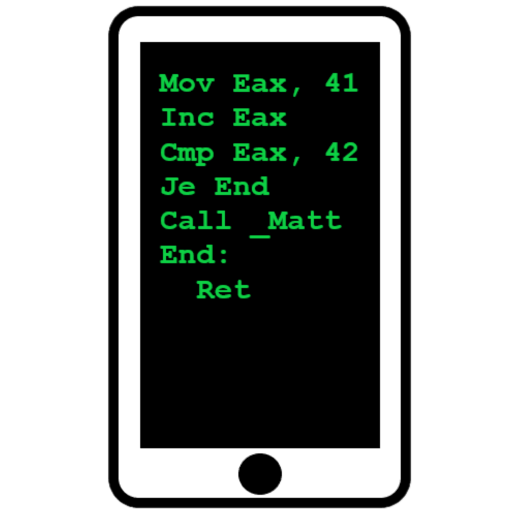 Mov Eax, 41
Inc Eax
Cmp Eax, 42
Je End
Call _Matt
End:
  Ret